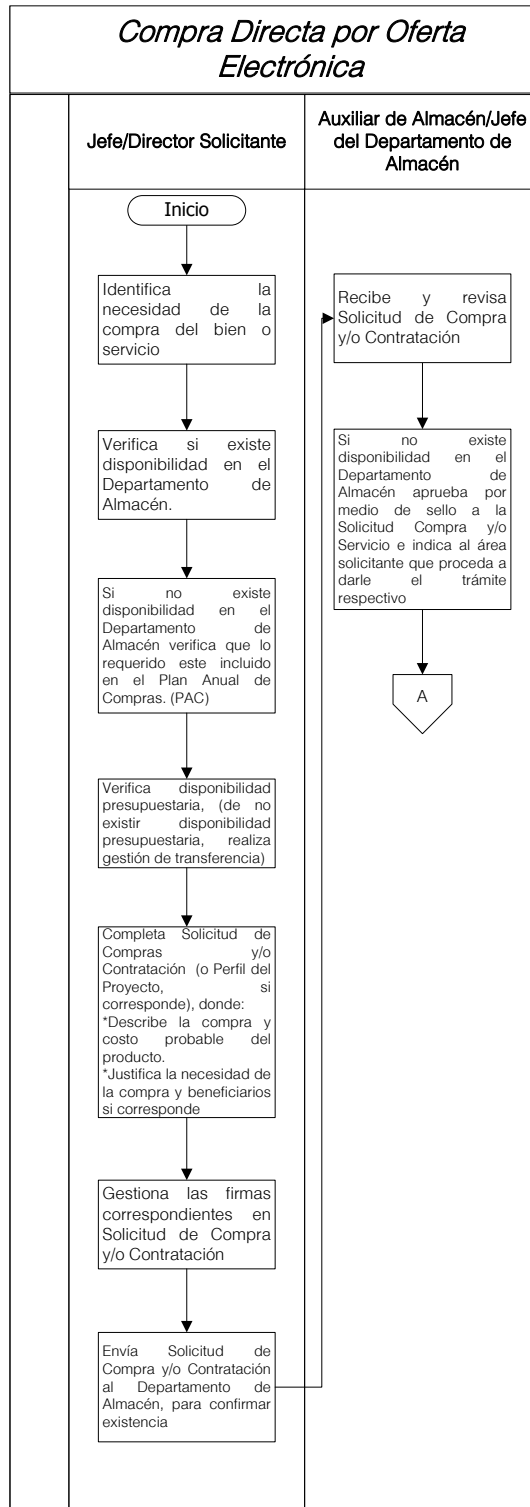 Compra Directa por Oferta
Electrónica
Jefe/Director Solicitante
Auxiliar de Almacén/Jefe
del Departamento de
Almacén
Inicio
Identifica la
necesidad de la
compra del bien o
servicio
Verifica si existe
disponibilidad en el
Departamento de
Almacén.
Si no existe
disponibilidad en el
Departamento de
Almacén verifica que lo
requerido este incluido
en el Plan Anual de
Compras. (PAC)
Verifica disponibilidad
presupuestaria, (de no
existir disponibilidad
presupuestaria, realiza
gestión de transferencia)
Completa Solicitud de
Compras y/o
Contratación (o Perfil del
Proyecto, si
corresponde), donde:
*Describe la compra y
costo probable del
producto.
*Justifica la necesidad de
la compra y beneficiarios
si corresponde
Gestiona las firmas
correspondientes en
Solicitud de Compra
y/o Contratación
Envía Solicitud de
Compra y/o Contratación
al Departamento de
Almacén, para confirmar
existencia
Recibe y revisa
Solicitud de Compra
y/o Contratación
Si no existe
disponibilidad en el
Departamento de
Almacén aprueba por
medio de sello a la
Solicitud Compra y/o
Servicio e indica al área
solicitante que proceda a
darle el trámite
respectivo
A